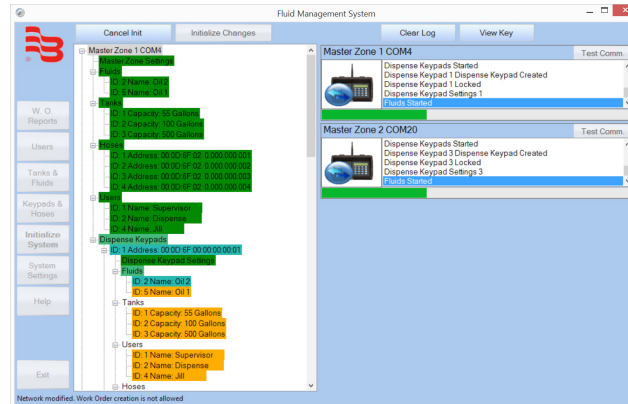 Fluid Management System
Cancel Init
Initialize Changes
Clear Log
View Key
W. O. Reports
Users
Tanks & Fluids
Keypads & Hoses
Initialize System
System Settings
Help
Exit
Master Zone 1 COM4
Master Zone Settings
Fluids
ID: 2 Name: Oil 2
ID: 5 Name: Oil 1
Tanks
ID: 1 Capacity: 55 Gallons
ID: 2 Capacity: 100 Gallons
ID: 3 Capacity: 500 Gallons
Hoses
ID: 1 Address: 00:0D:6F:02 0.000.000.001
ID: 2 Address: 00:0D:6F:02 0.000.000.002
ID: 3 Address: 00:0D:6F:02 0.000.000.003
ID: 4 Address: 00:0D:6F:02 0.000.000.004
Users
ID: 1 Name: Supervisor
ID: 2 Name: Dispense
ID: 4 Name: Jill
Dispense Keypads
ID: 1 Address: 00:0D:6F:00:00:00:00:01
Dispense Keypad Settings
Fluids
ID: 2 Name: Oil 2
ID: 5 Name: Oil 1
Tanks
ID: 1 Capacity: 55 Gallons
ID: 2 Capacity: 100 Gallons
ID: 3 Capacity: 500 Gallons
Users
ID: 1 Name: Supervisor
ID: 2 Name: Dispense
ID: 4 Name: Jill
Hoses
Master Zone 1 COM4
Test Comm.
Dispense Keypads Started
Dispense Keypad 1 Dispense Keypad Created
Dispense Keypad 1 Locked
Dispense Keypad Settings 1
Fluids Started
Master Zone 2 COM20
Test Comm.
Dispense Keypads Started
Dispense Keypad 3 Dispense Keypad Created
Dispense Keypad 3 Locked
Dispense Keypad Settings 3
Fluids Started
Network modified. Work Order creation is not allowed